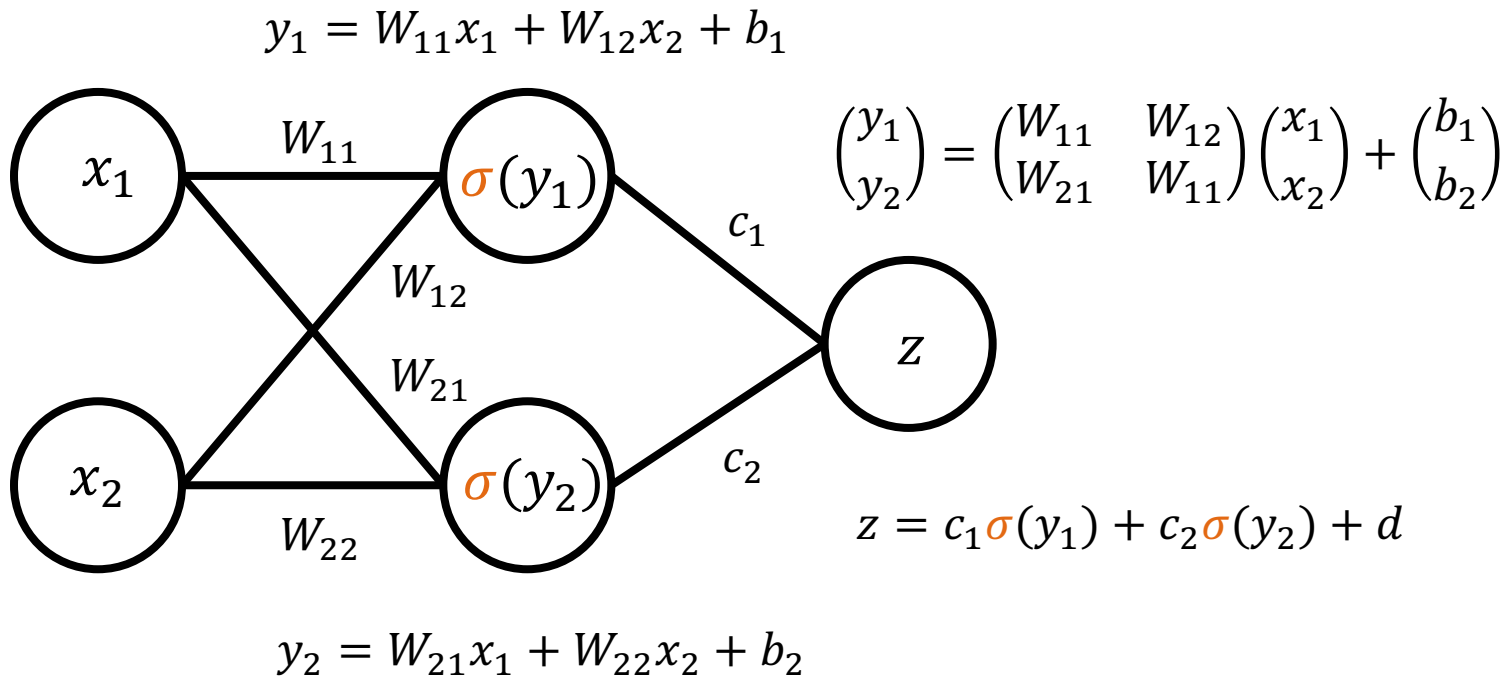 y₁ = W₁₁x₁ + W₁₂x₂ + b₁
x₁
W₁₁
σ(y₁)
(y₁ y₂) = (W₁₁ W₁₂ W₂₁ W₁₁)(x₁ x₂) + (b₁ b₂)
c₁
W₁₂
z
W₂₁
x₂
σ(y₂)
c₂
W₂₂
z = c₁σ(y₁) + c₂σ(y₂) + d
y₂ = W₂₁x₁ + W₂₂x₂ + b₂